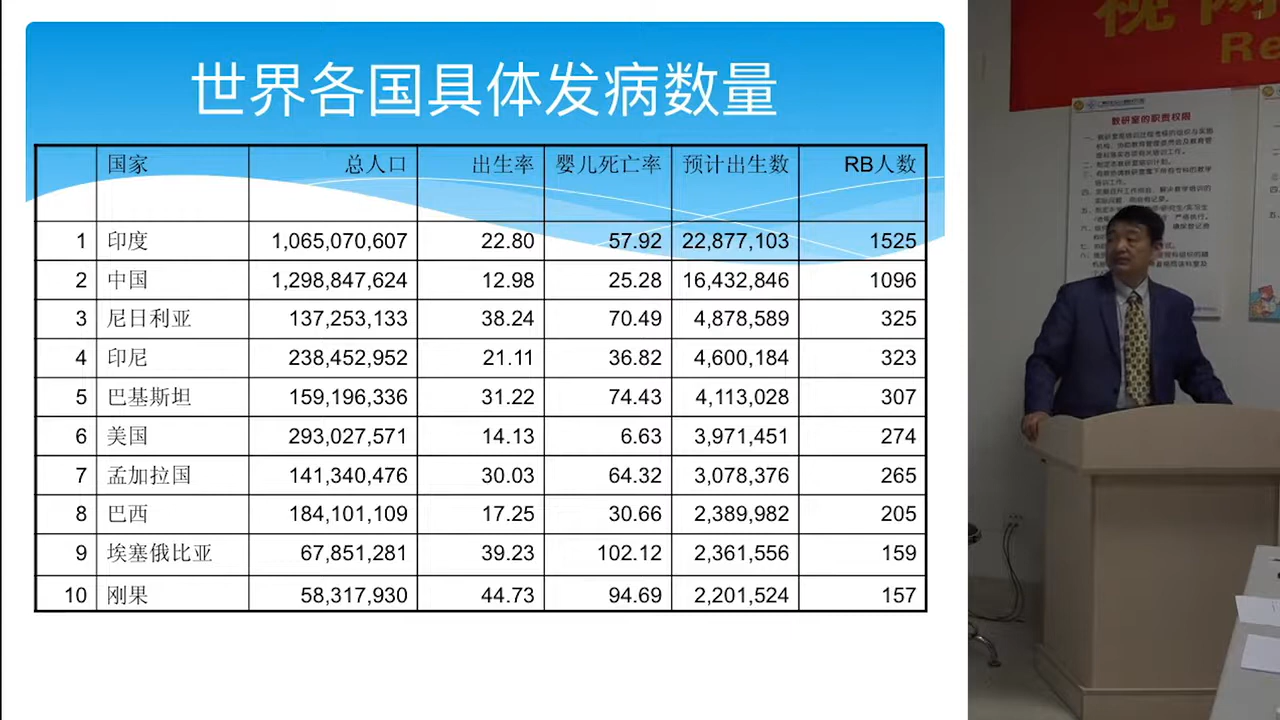 世界各国具体发病数量
国家 总人口 出生率 婴儿死亡率 预计出生数 RB人数
1 印度 1,065,070,607 22.80 57.92 22,877,103 1525
2 中国 1,298,847,624 12.98 25.28 16,432,846 1096
3 尼日利亚 137,253,133 38.24 70.49 4,878,589 325
4 印尼 238,452,952 21.11 36.82 4,600,184 323
5 巴基斯坦 159,196,336 31.22 74.43 4,113,028 307
6 美国 293,027,571 14.13 6.63 3,971,451 274
7 孟加拉国 141,340,476 30.03 64.32 3,078,376 265
8 巴西 184,101,109 17.25 30.66 2,389,982 205
9 埃塞俄比亚 67,851,281 39.23 102.12 2,361,556 159
10 刚果 58,317,930 44.73 94.69 2,201,524 157
视网
Re
教研室的职责权限